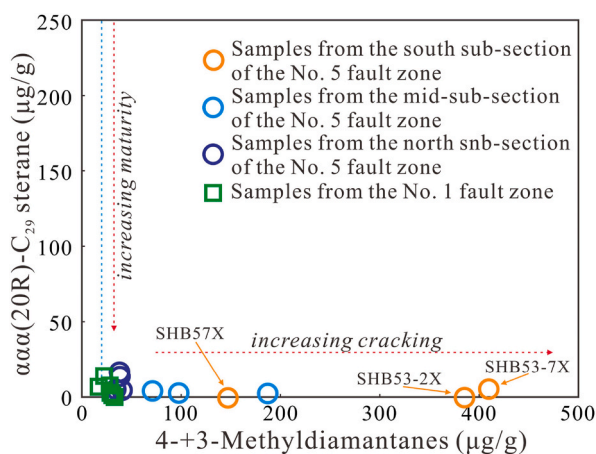 250
200
150
100
50
0
ααα(20R)-C₂₉ sterane (μg/g)
increasing maturity
Samples from the south sub-section
of the No. 5 fault zone
Samples from the mid-sub-section
of the No. 5 fault zone
Samples from the north snb-section
of the No. 5 fault zone
Samples from the No. 1 fault zone
SHB57X
increasing cracking
SHB53-2X
SHB53-7X
0 100 200 300 400 500
4-+3-Methyldiamantanes (μg/g)